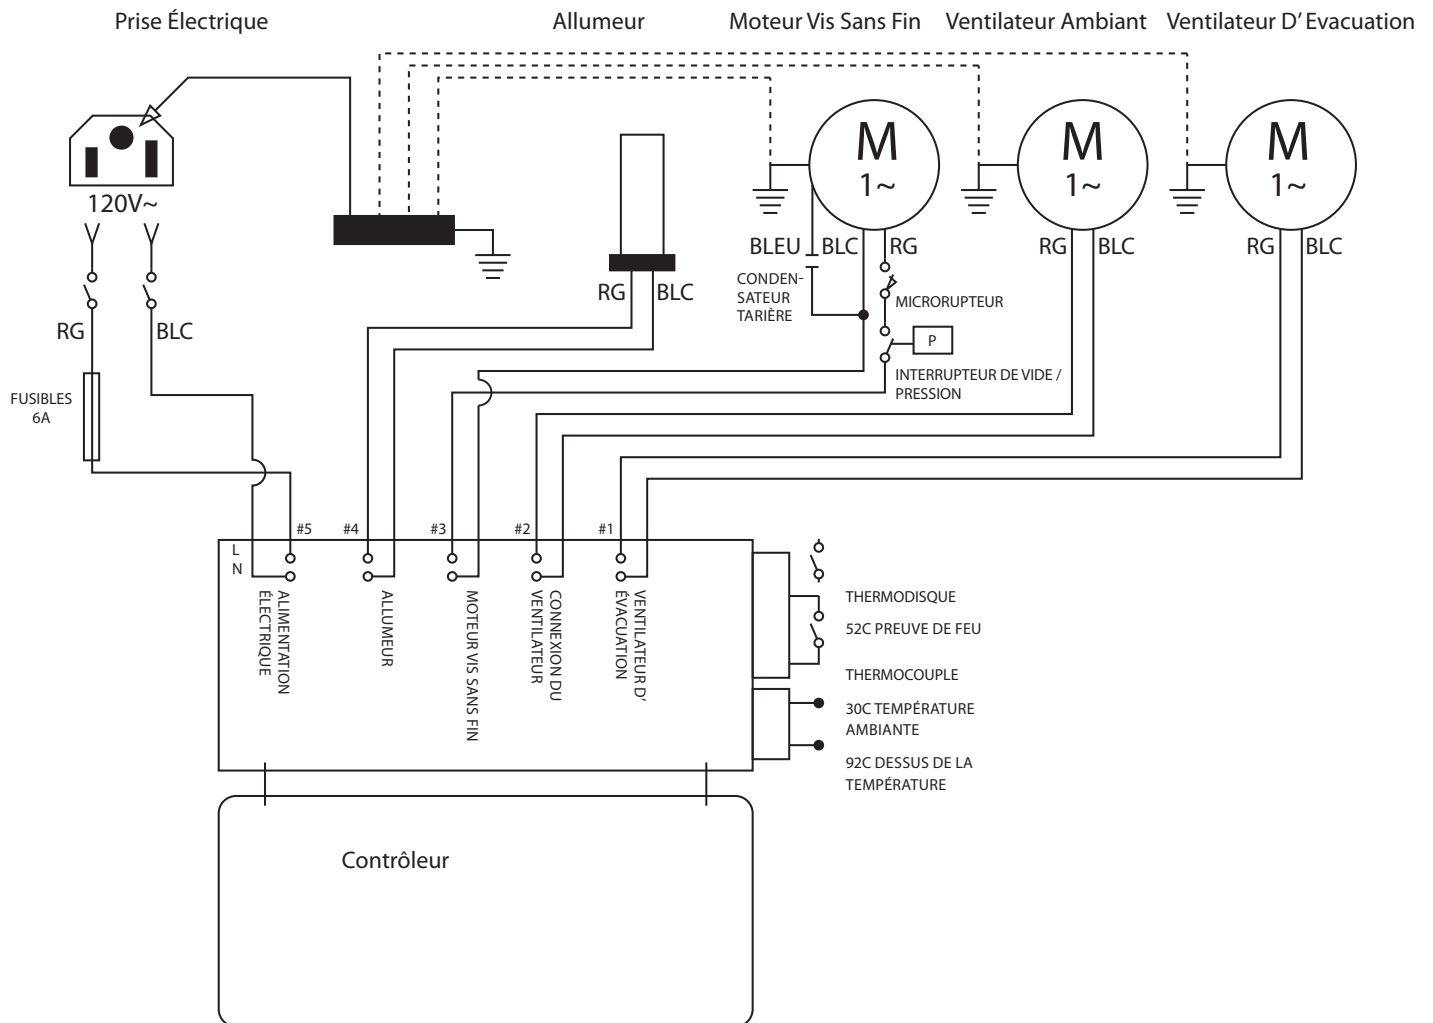 Prise Électrique
Allumeur
Moteur Vis Sans Fin
Ventilateur Ambiant
Ventilateur D’ Evacuation
M
1~
M
1~
M
1~
120V~
BLEU
BLC
RG
RG
BLC
RG
BLC
CONDEN-
SATEUR
TARIÈRE
RG
BLC
MICRORUPTEUR
RG
BLC
P
INTERRUPTEUR DE VIDE /
PRESSION
FUSIBLES
6A
#5
#4
#3
#2
#1
L
N
ALIMENTATION
ÉLECTRIQUE
ALLUMEUR
MOTEUR VIS SANS FIN
CONNEXION DU
VENTILATEUR
VENTILATEUR D’
ÉVACUATION
THERMODISQUE
52C PREUVE DE FEU
THERMOCOUPLE
30C TEMPÉRATURE
AMBIANTE
92C DESSUS DE LA
TEMPÉRATURE
Contrôleur